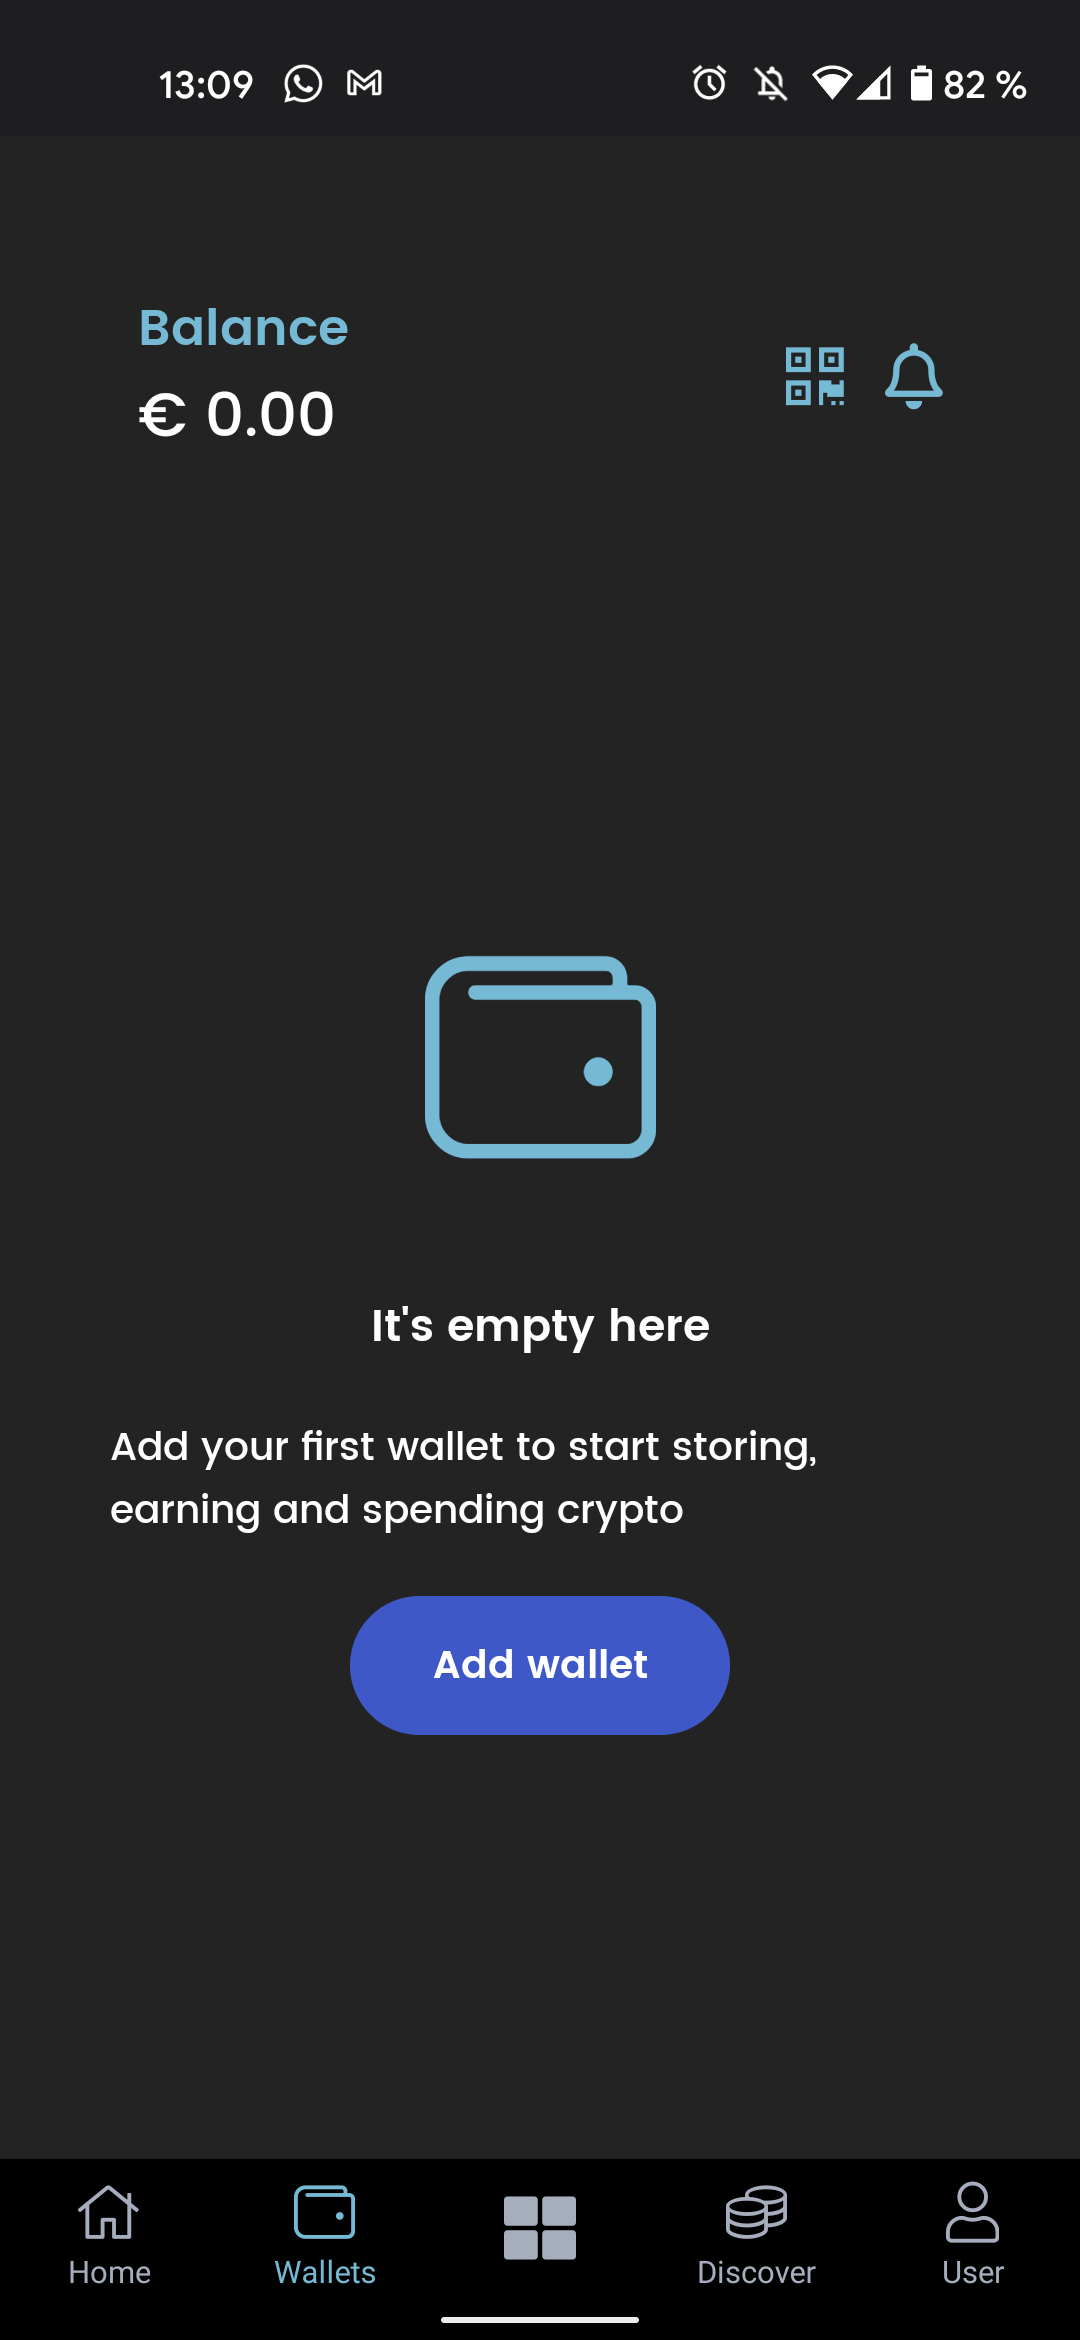 13:09
82 %
Balance
€ 0.00
It's empty here
Add your first wallet to start storing,
earning and spending crypto
Add wallet
Home
Wallets
Discover
User